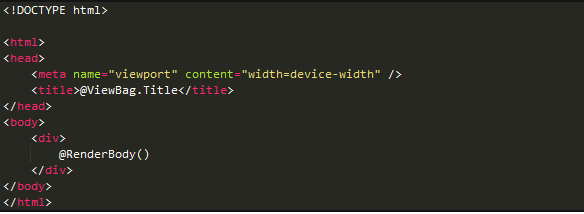 <!DOCTYPE html>
<html>
<head>
<meta name="viewport" content="width=device-width" />
<title>@ViewBag.Title</title>
</head>
<body>
<div>
@RenderBody()
</div>
</body>
</html>